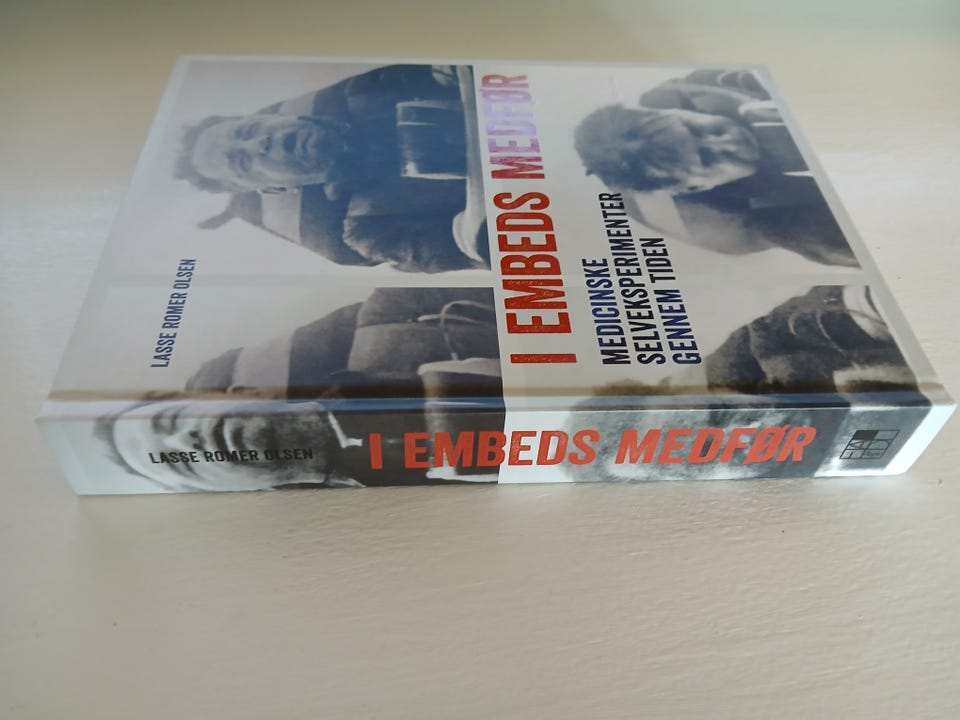 LASSE ROMER OLSEN
I EMBEDS MEDFØR
MEDICINSKE
SELVEKSPERIMENTER
GENNEM TIDEN
LASSE ROMER OLSEN
I EMBEDS MEDFØR